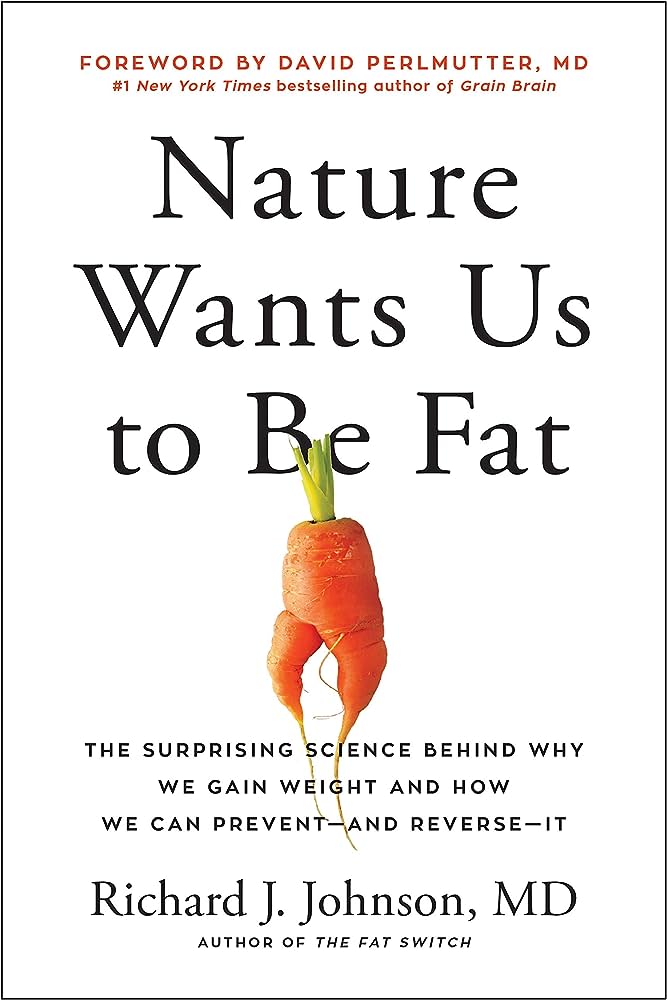 FOREWORD BY DAVID PERLMUTTER, MD
#1 New York Times bestselling author of Grain Brain
Nature
Wants Us
to Be Fat
THE SURPRISING SCIENCE BEHIND WHY
WE GAIN WEIGHT AND HOW
WE CAN PREVENT—AND REVERSE—IT
Richard J. Johnson, MD
AUTHOR OF THE FAT SWITCH